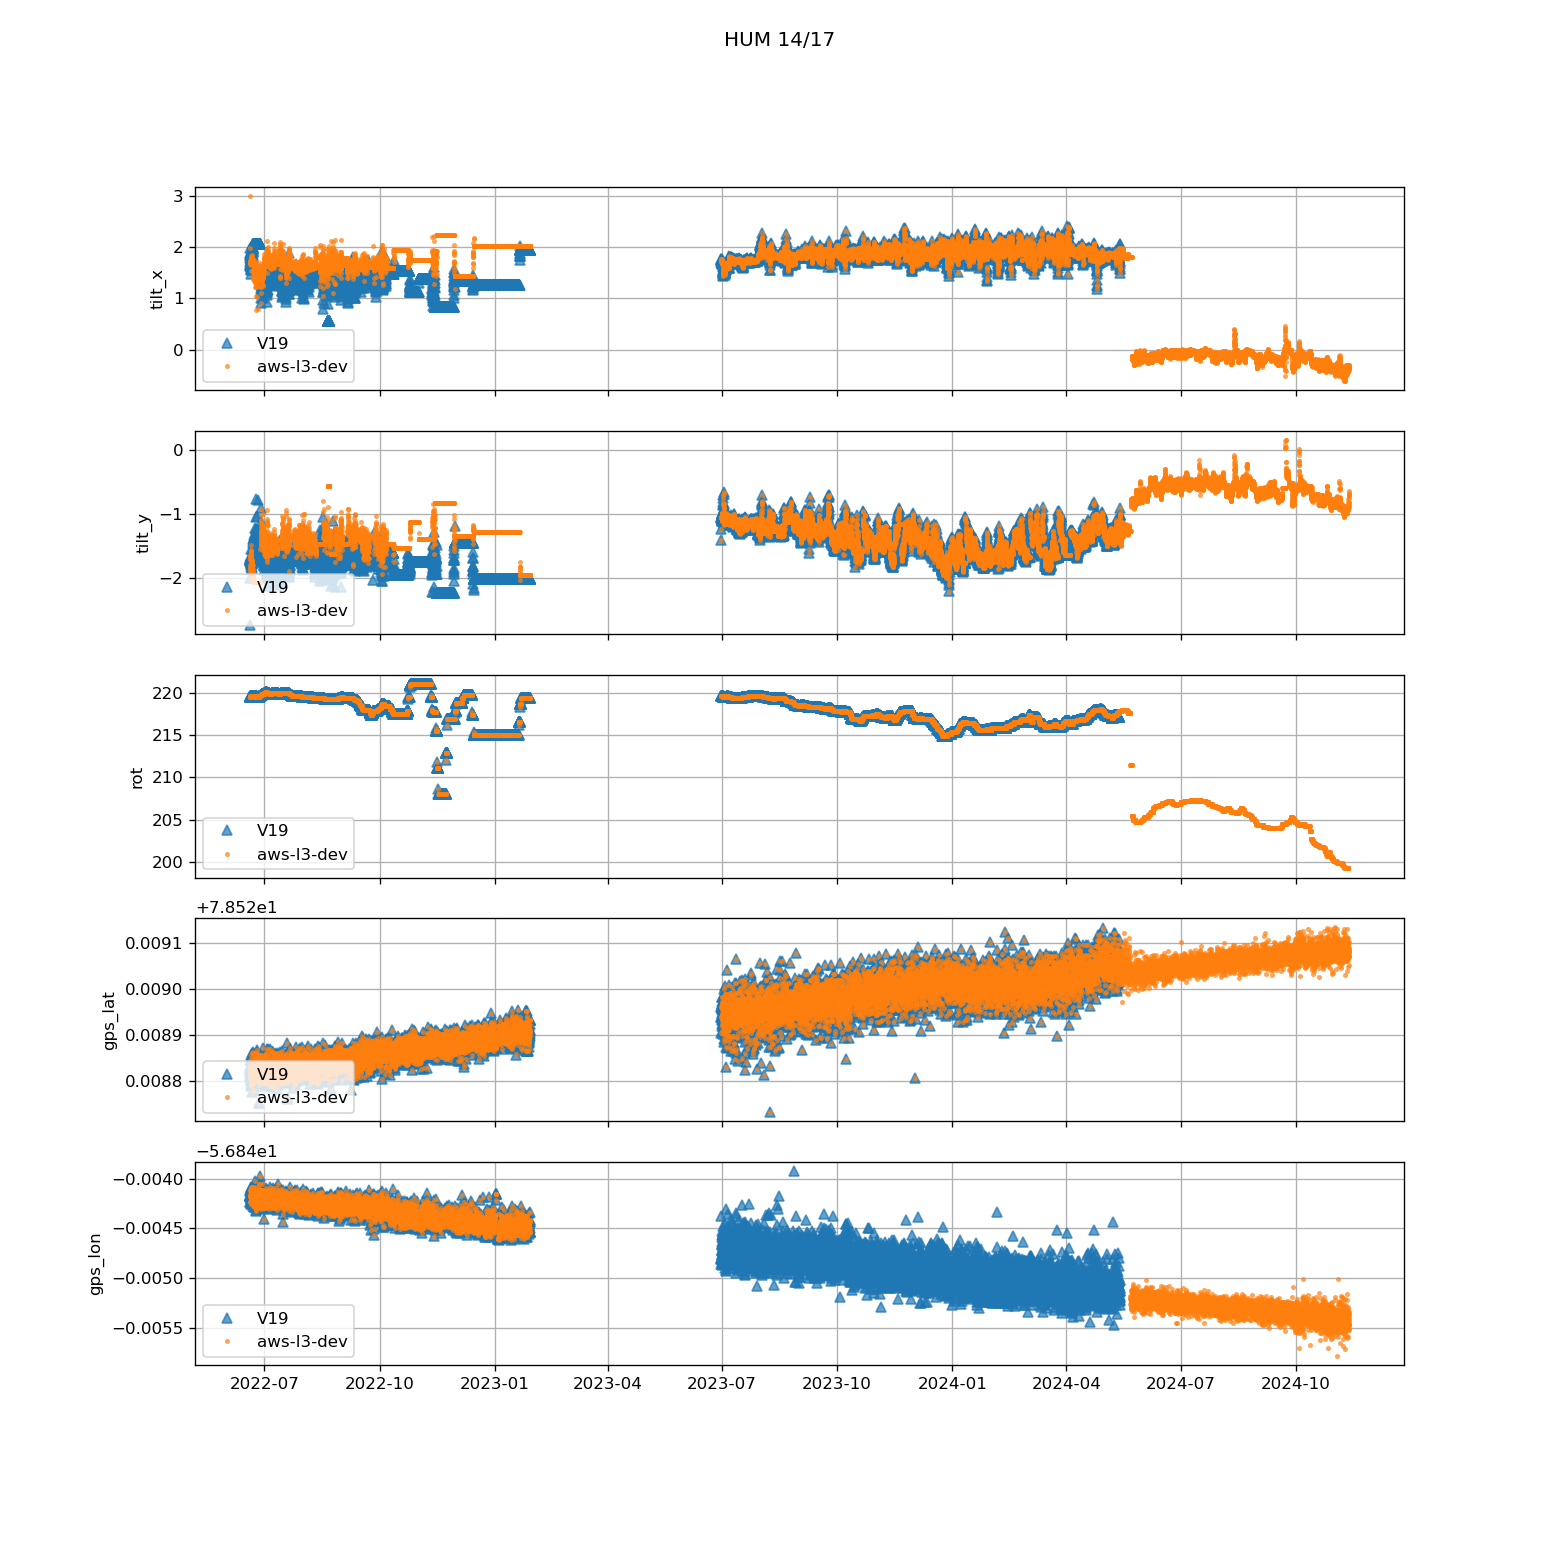 HUM 14/17
3
2
1
0
tilt_x
V19
aws-l3-dev
0
−1
−2
tilt_y
V19
aws-l3-dev
220
215
210
205
200
rot
V19
aws-l3-dev
+7.852e1
0.0091
0.0090
0.0089
0.0088
gps_lat
V19
aws-l3-dev
−5.684e1
−0.0040
−0.0045
−0.0050
−0.0055
gps_lon
V19
aws-l3-dev
2022-07 2022-10 2023-01 2023-04 2023-07 2023-10 2024-01 2024-04 2024-07 2024-10